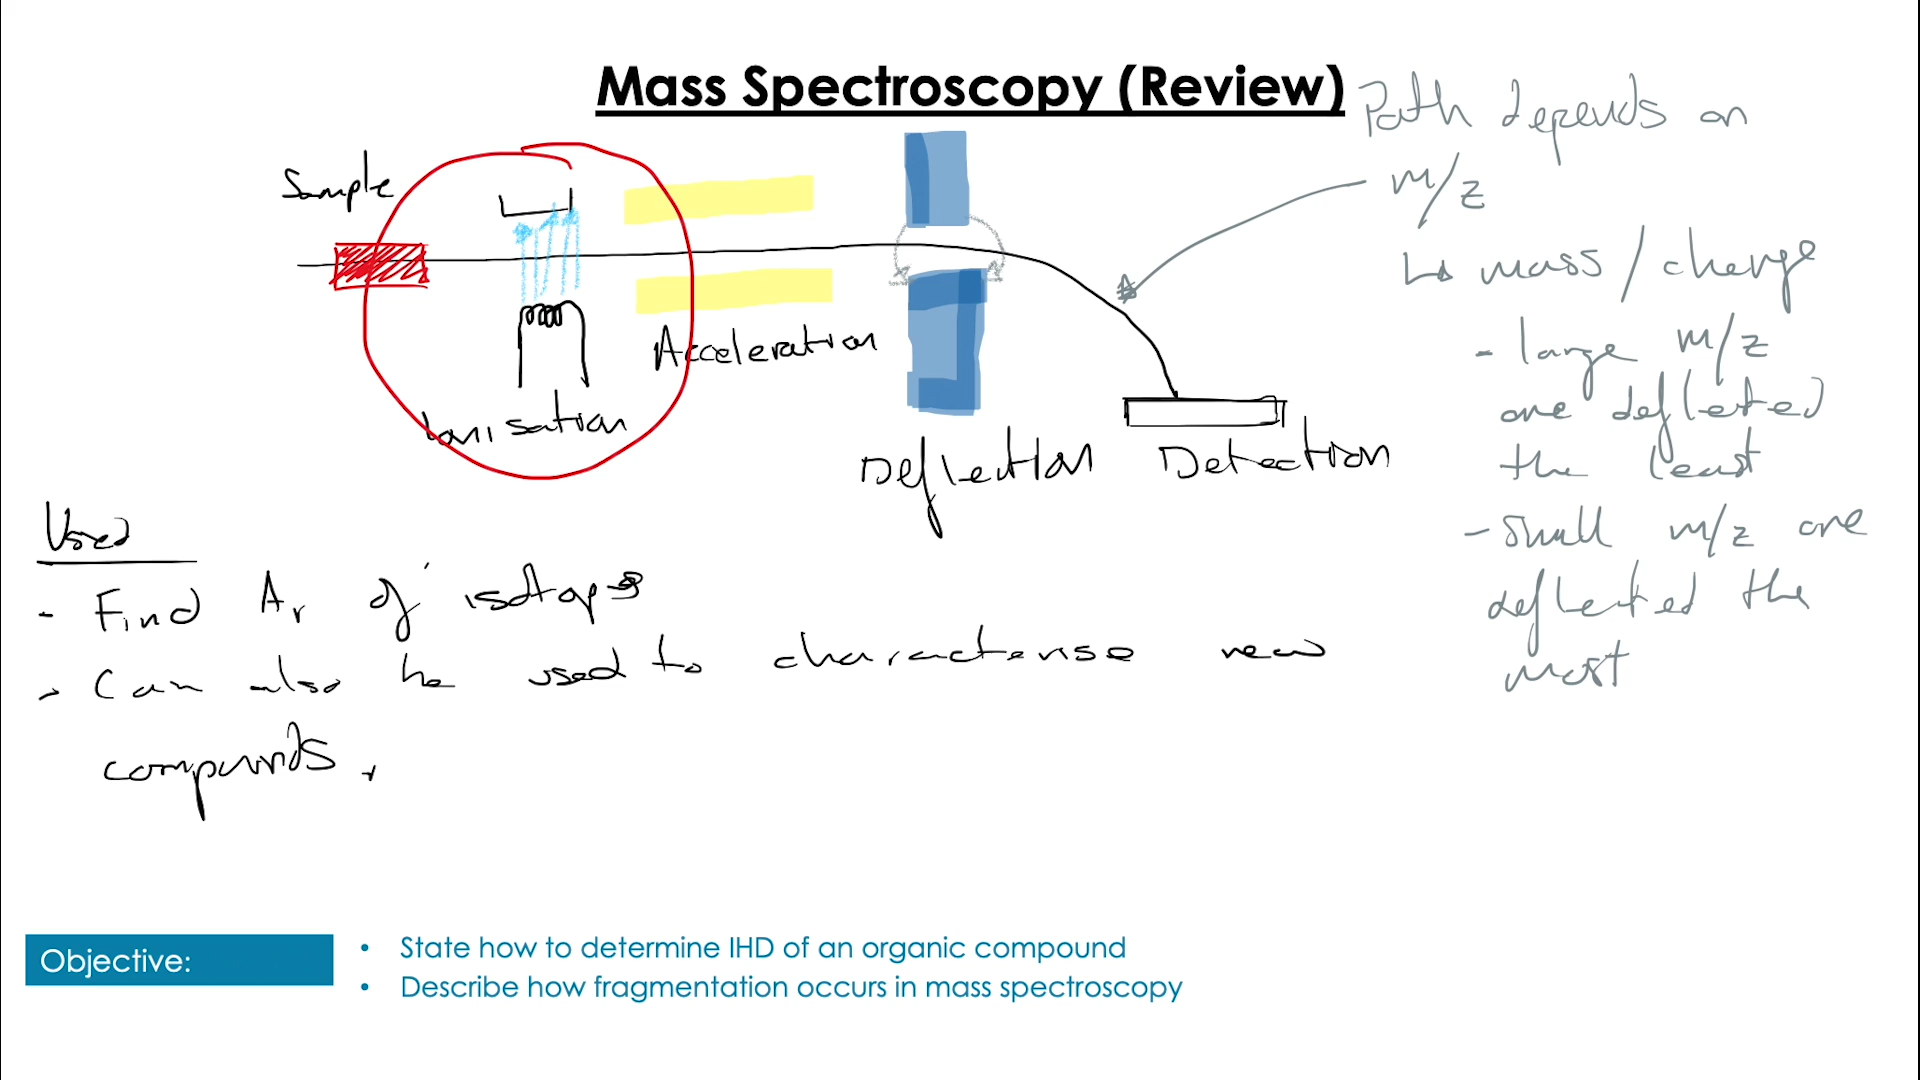 Mass Spectroscopy (Review)
Sample
Ionisation
Acceleration
Deflection
Detection
Path depends on
m/z
↳ mass / charge
- large m/z
are deflected
the least
- small m/z are
deflected the
most
Used
- Find Ar of isotopes
- Can also be used to characterise new
compounds.
Objective:
• State how to determine IHD of an organic compound
• Describe how fragmentation occurs in mass spectroscopy